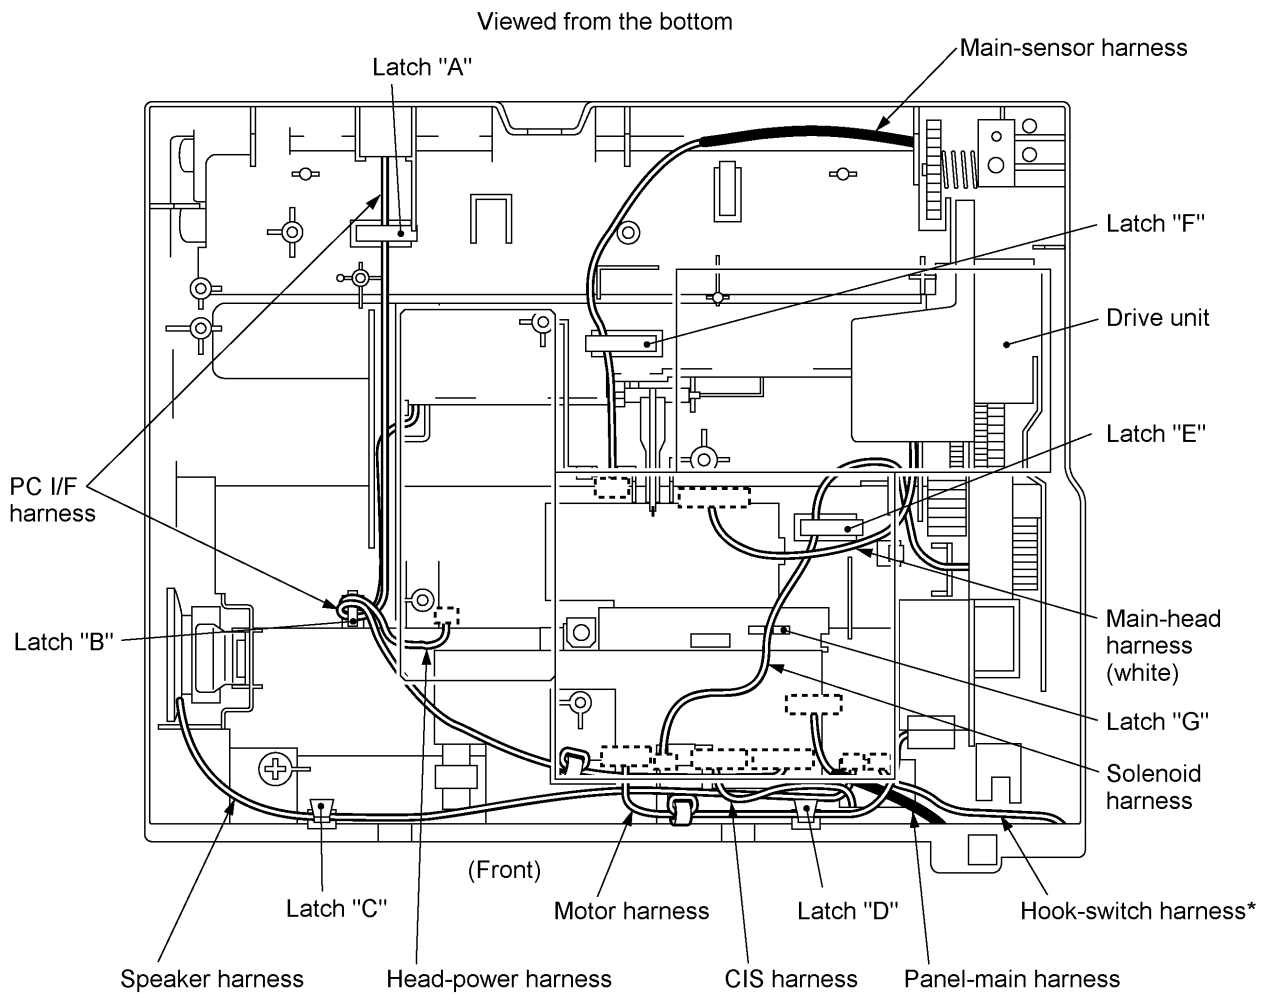 Viewed from the bottom
Main-sensor harness
Latch "A"
Latch "F"
Drive unit
Latch "E"
PC I/F
harness
Main-head
harness
(white)
Latch "B"
Latch "G"
Solenoid
harness
(Front)
Latch "C"
Motor harness
Latch "D"
Hook-switch harness*
Speaker harness
Head-power harness
CIS harness
Panel-main harness